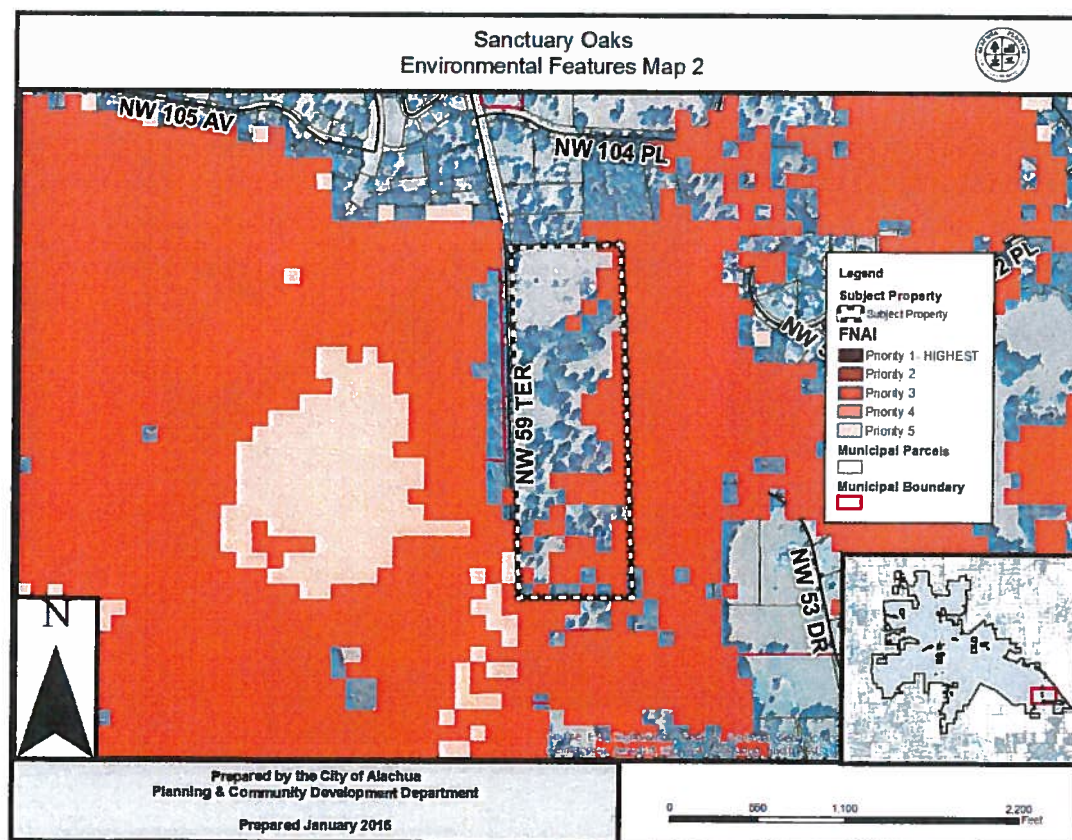 Sanctuary Oaks
Environmental Features Map 2
NW 105 AV
NW 104 PL
2 PL
NW 59 TER
NW 53 DR
Legend
Subject Property
Subject Property
FNAI
Priority 1 - HIGHEST
Priority 2
Priority 3
Priority 4
Priority 5
Municipal Parcels
Municipal Boundary
N
Prepared by the City of Alachua
Planning & Community Development Department
Prepared January 2016
0 550 1,100 2,200
Feet